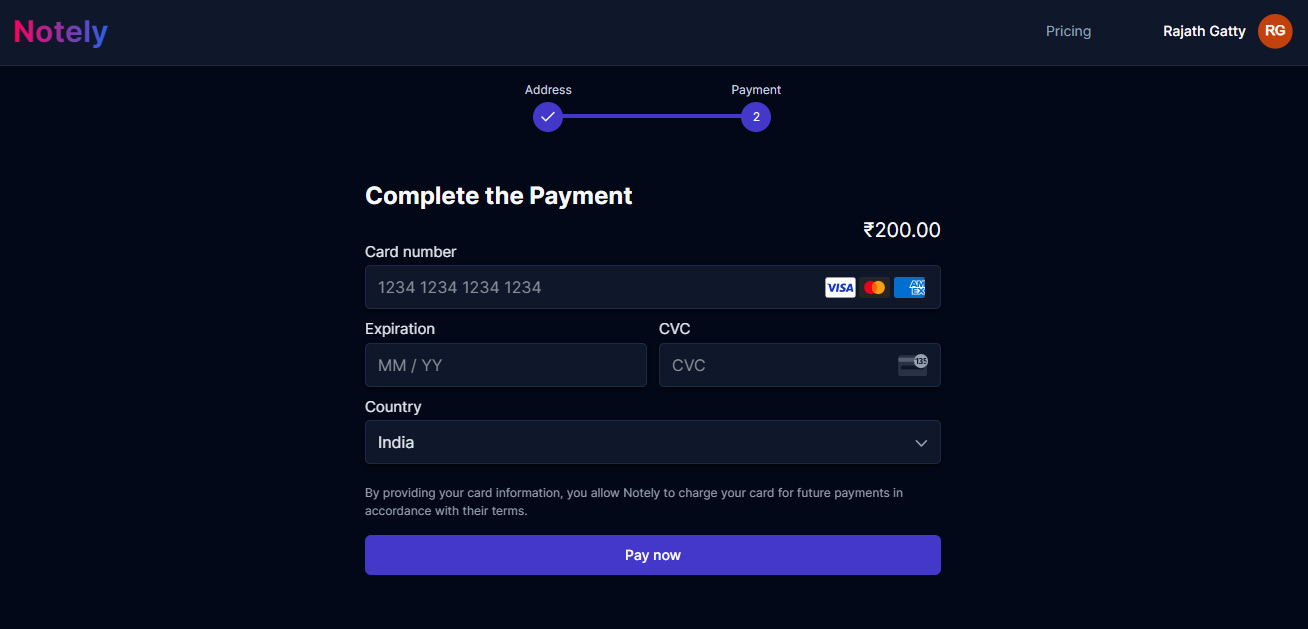 Notely
Pricing
Rajath Gatty
RG
Address
Payment
2
Complete the Payment
₹200.00
Card number
1234 1234 1234 1234
VISA
AMEX
Expiration
CVC
MM / YY
CVC
135
Country
India
By providing your card information, you allow Notely to charge your card for future payments in
accordance with their terms.
Pay now